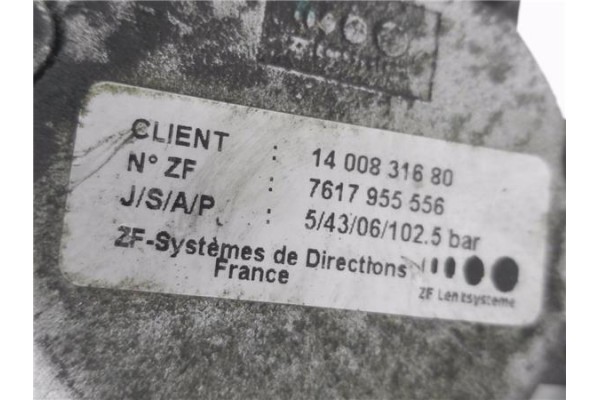 CLIENT : 14 008 316 80
N° ZF : 7617 955 556
J/S/A/P. : 5/43/06/102.5 bar
ZF-Systèmes de Directions
France
ZF Lenksysteme